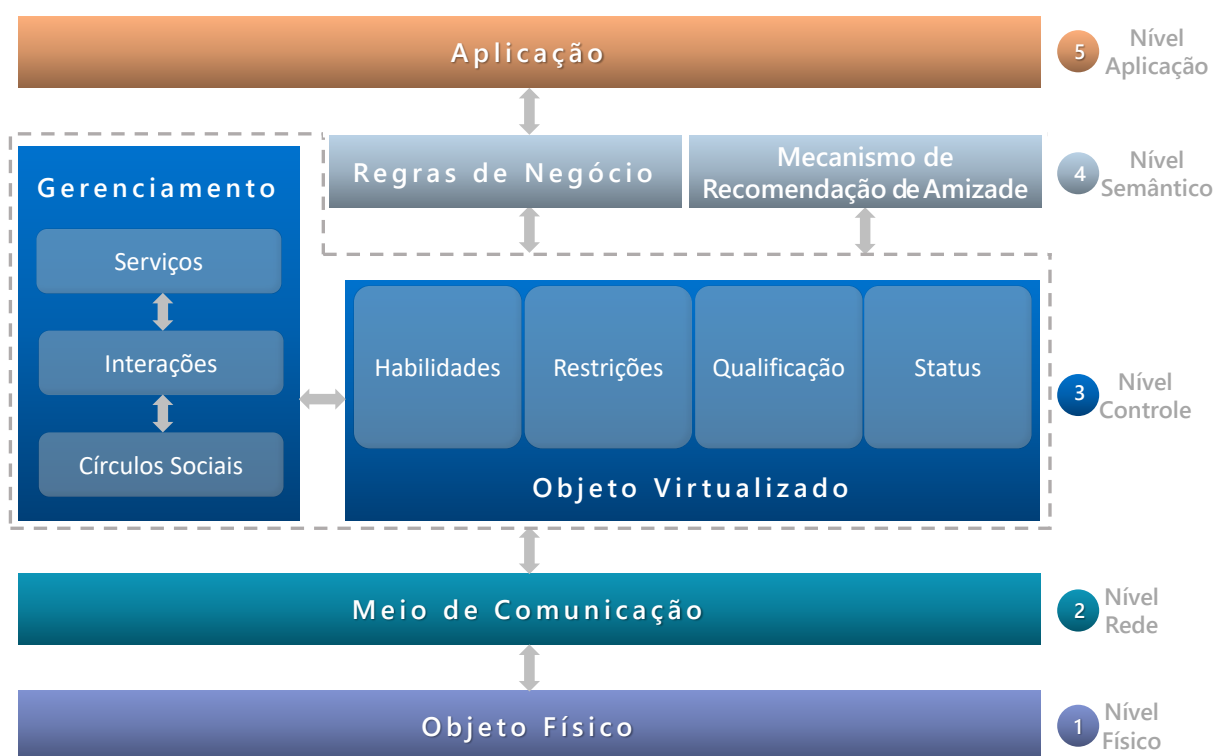 Aplicação
5
Nível
Aplicação
Gerenciamento
Serviços
Interações
Círculos Sociais
Regras de Negócio
Mecanismo de
Recomendação de Amizade
4
Nível
Semântico
Habilidades
Restrições
Qualificação
Status
Objeto Virtualizado
3
Nível
Controle
Meio de Comunicação
2
Nível
Rede
Objeto Físico
1
Nível
Físico